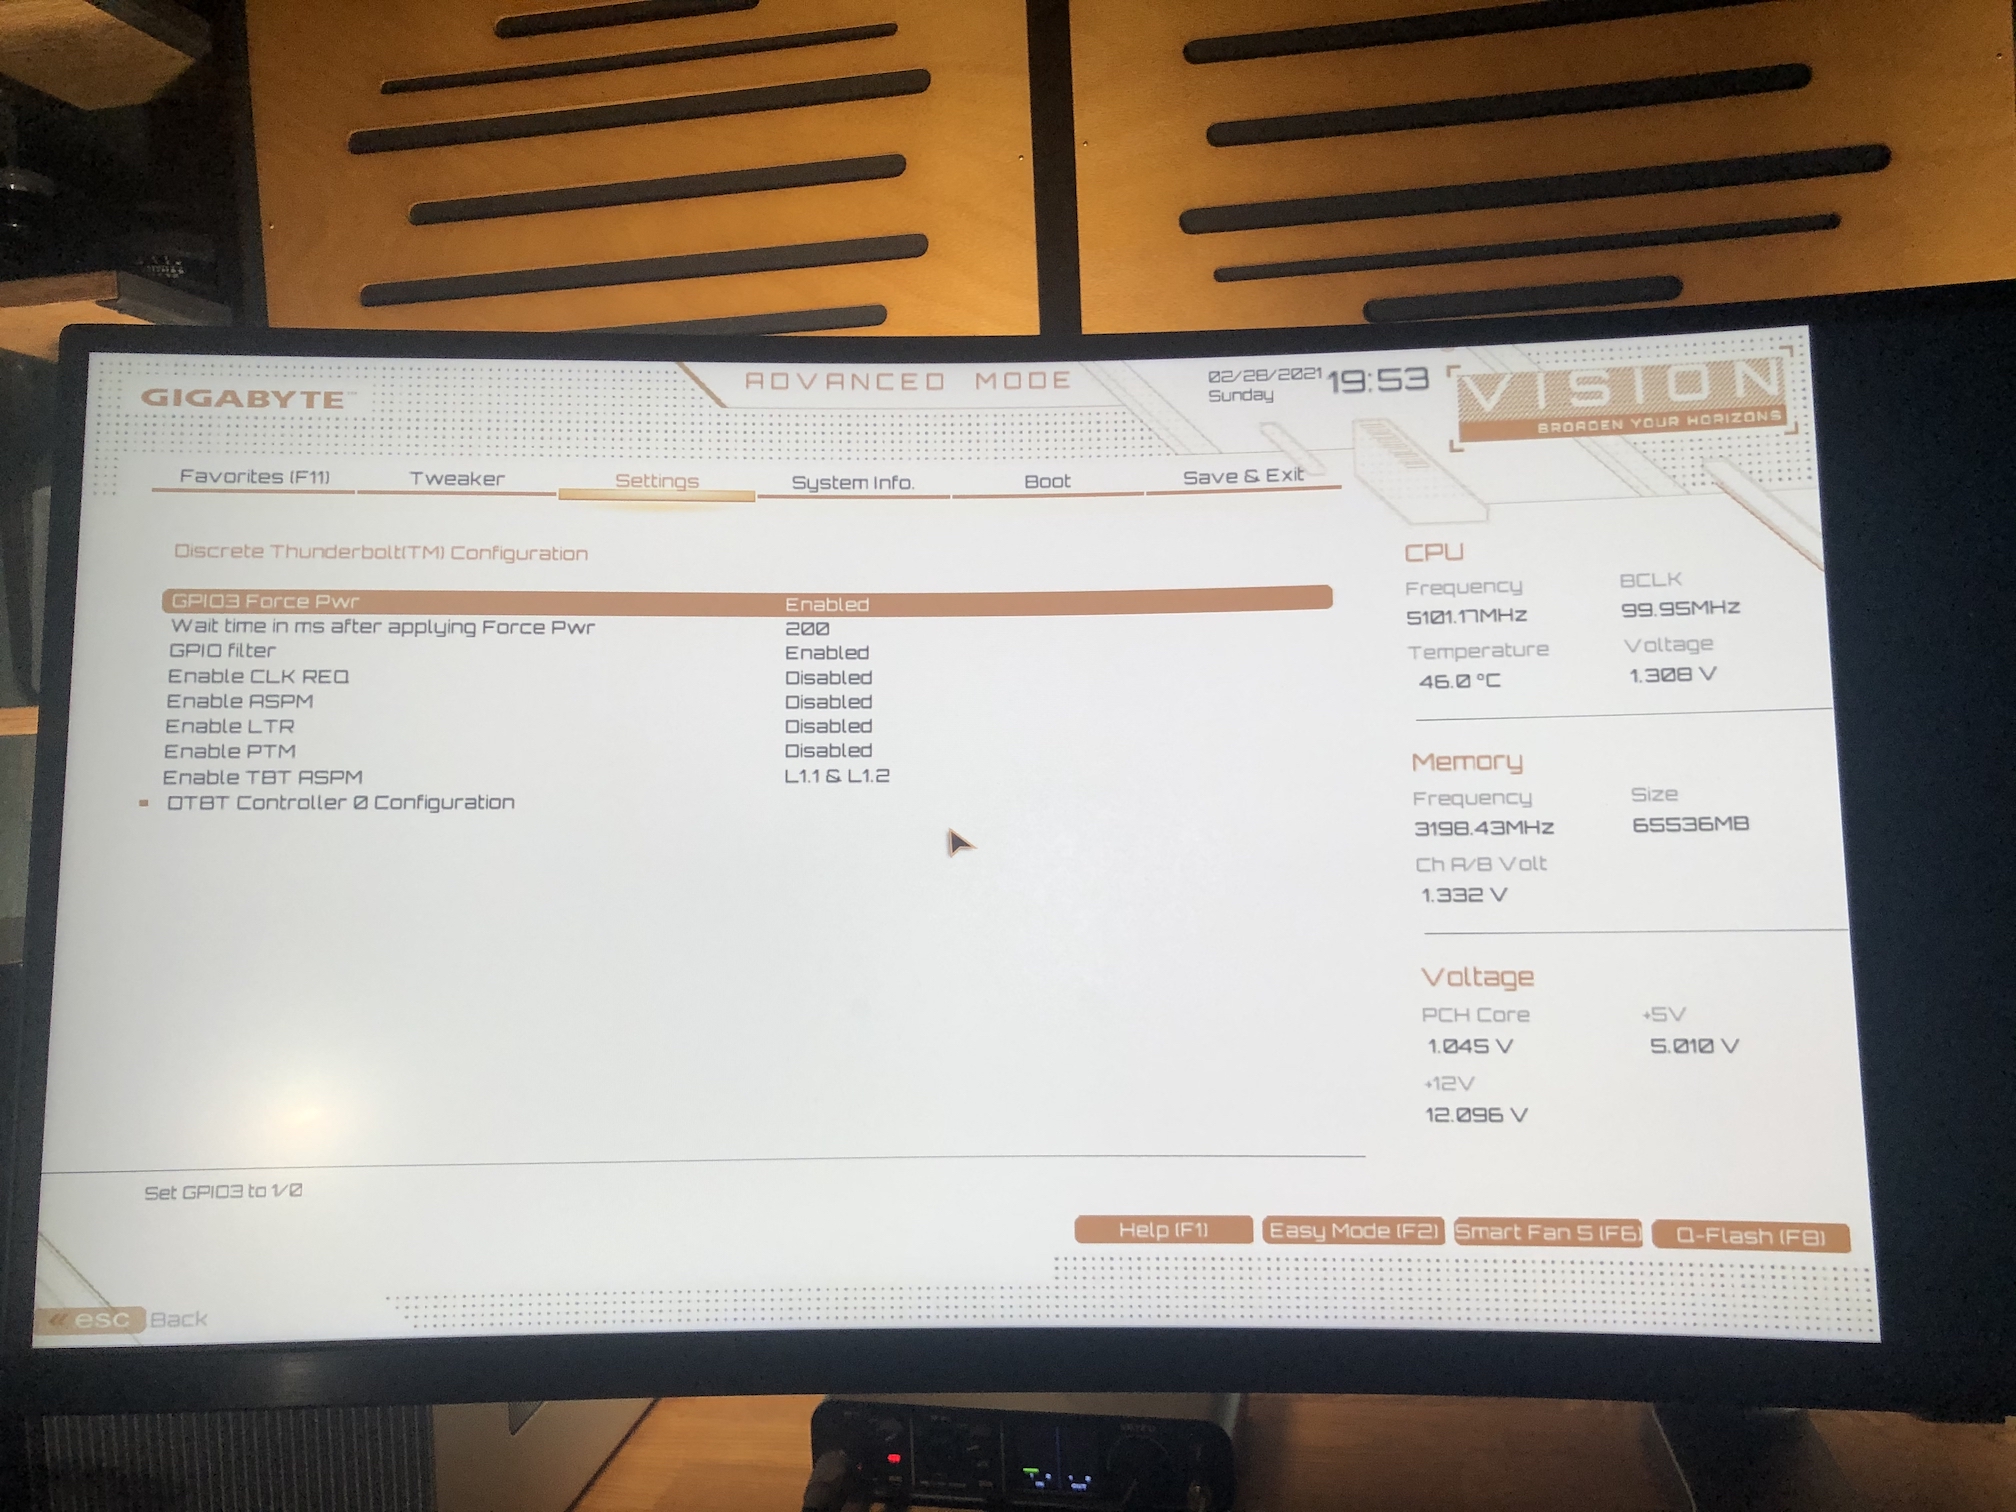 GIGABYTE
ADVANCED MODE
02/28/2021 19:53
Sunday
VISION
BROADEN YOUR HORIZONS
Favorites (F11) Tweaker Settings System Info. Boot Save & Exit
Discrete Thunderbolt(TM) Configuration
GPIO3 Force Pwr Enabled
Wait time in ms after applying Force Pwr 200
GPIO filter Enabled
Enable CLK REQ Disabled
Enable ASPM Disabled
Enable LTR Disabled
Enable PTM Disabled
Enable TBT ASPM L1.1 & L1.2
DTBT Controller 0 Configuration
CPU
Frequency BCLK
5101.17MHz 99.95MHz
Temperature Voltage
46.0 °C 1.308 V
Memory
Frequency Size
3198.43MHz 65536MB
Ch A/B Volt
1.332 V
Voltage
PCH Core +5V
1.045 V 5.010 V
+12V
12.096 V
Set GPIO3 to 1/0
Help (F1) Easy Mode (F2) Smart Fan 5 (F6) Q-Flash (F8)
esc Back